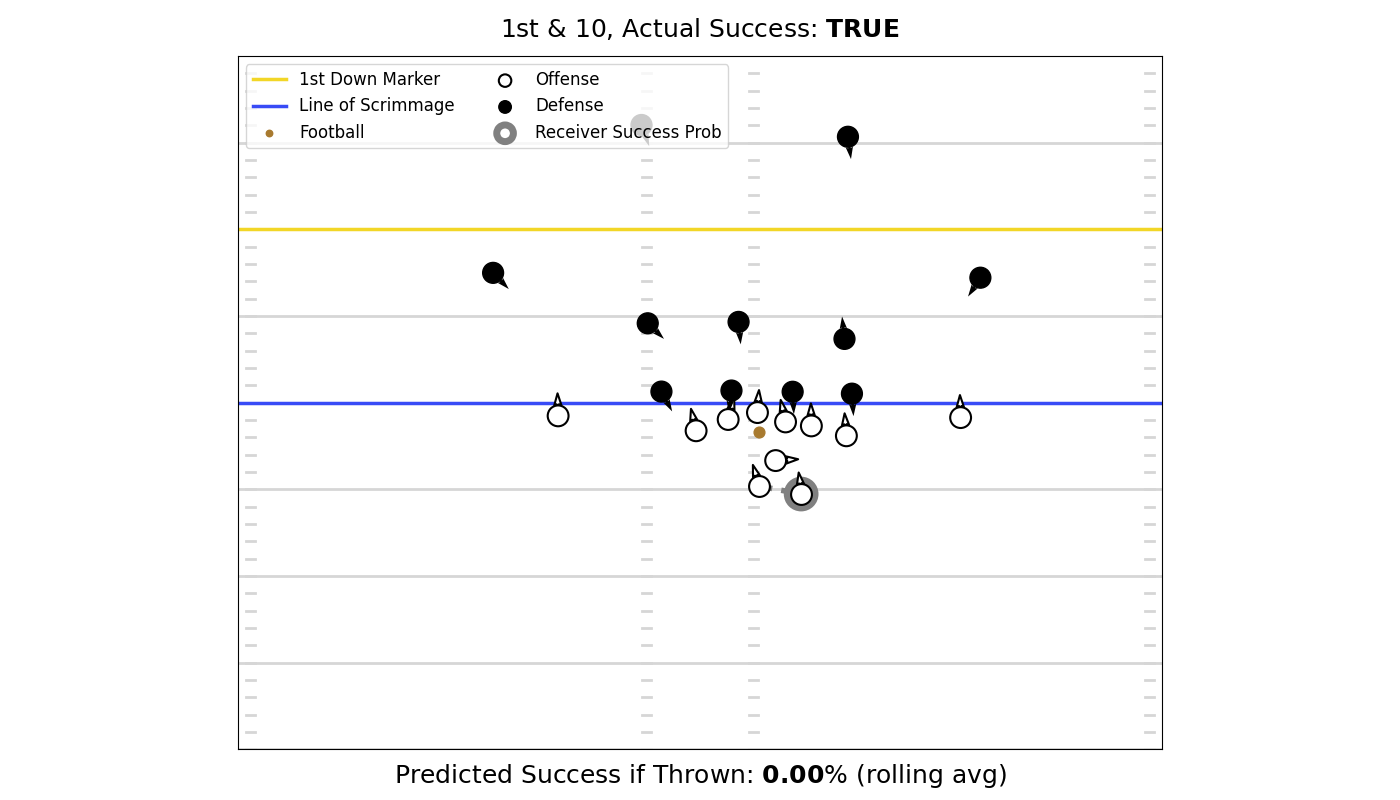 1st & 10, Actual Success: TRUE
1st Down Marker
Line of Scrimmage
Football
Offense
Defense
Receiver Success Prob
Predicted Success if Thrown: 0.00% (rolling avg)